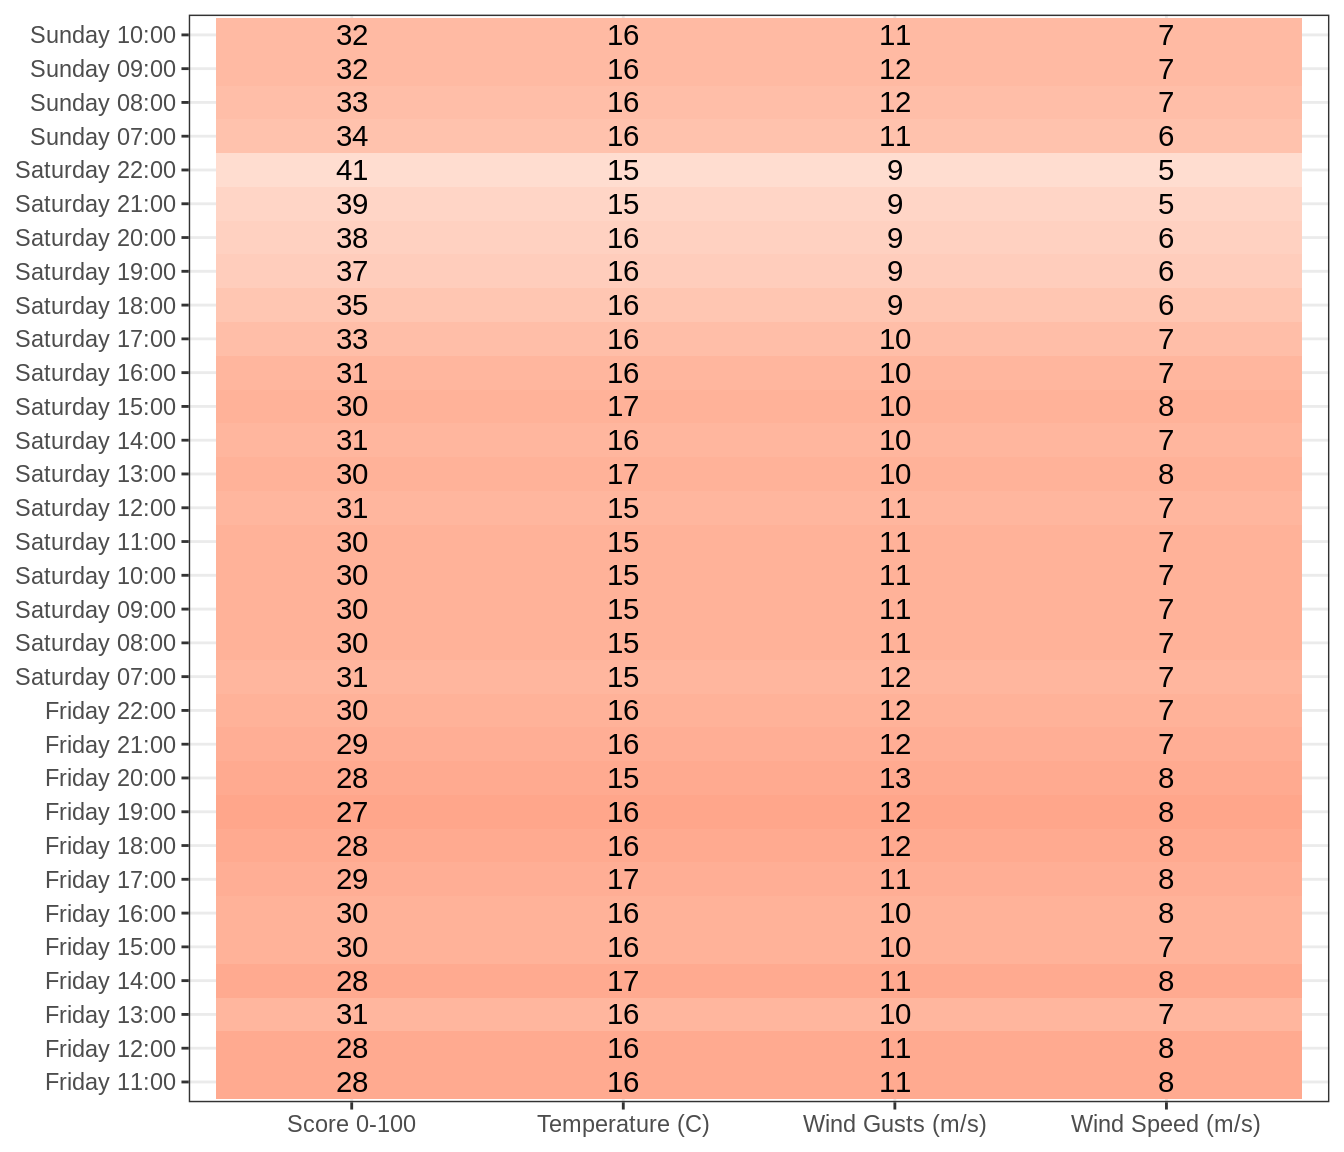 Sunday 10:00 32 16 11 7
Sunday 09:00 32 16 12 7
Sunday 08:00 33 16 12 7
Sunday 07:00 34 16 11 6
Saturday 22:00 41 15 9 5
Saturday 21:00 39 15 9 5
Saturday 20:00 38 16 9 6
Saturday 19:00 37 16 9 6
Saturday 18:00 35 16 9 6
Saturday 17:00 33 16 10 7
Saturday 16:00 31 16 10 7
Saturday 15:00 30 17 10 8
Saturday 14:00 31 16 10 7
Saturday 13:00 30 17 10 8
Saturday 12:00 31 15 11 7
Saturday 11:00 30 15 11 7
Saturday 10:00 30 15 11 7
Saturday 09:00 30 15 11 7
Saturday 08:00 30 15 11 7
Saturday 07:00 31 15 12 7
Friday 22:00 30 16 12 7
Friday 21:00 29 16 12 7
Friday 20:00 28 15 13 8
Friday 19:00 27 16 12 8
Friday 18:00 28 16 12 8
Friday 17:00 29 17 11 8
Friday 16:00 30 16 10 8
Friday 15:00 30 16 10 7
Friday 14:00 28 17 11 8
Friday 13:00 31 16 10 7
Friday 12:00 28 16 11 8
Friday 11:00 28 16 11 8
Score 0-100 Temperature (C) Wind Gusts (m/s) Wind Speed (m/s)